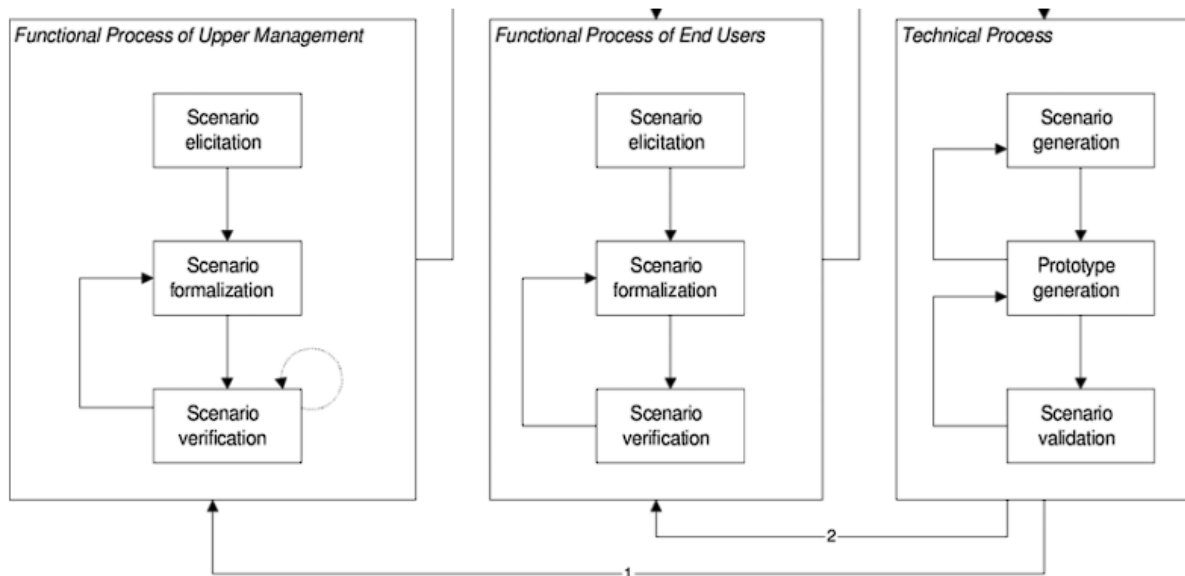 Functional Process of Upper Management
Scenario
elicitation
Scenario
formalization
Scenario
verification
Functional Process of End Users
Scenario
elicitation
Scenario
formalization
Scenario
verification
Technical Process
Scenario
generation
Prototype
generation
Scenario
validation
2
1